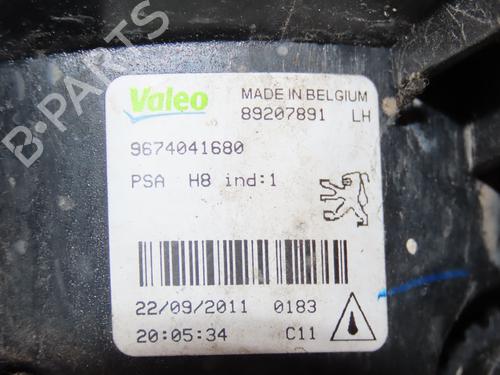 Valeo
MADE IN BELGIUM
89207891 LH
9674041680
PSA H8 ind:1
22/09/2011 0183
20:05:34 C11
B-PARTS